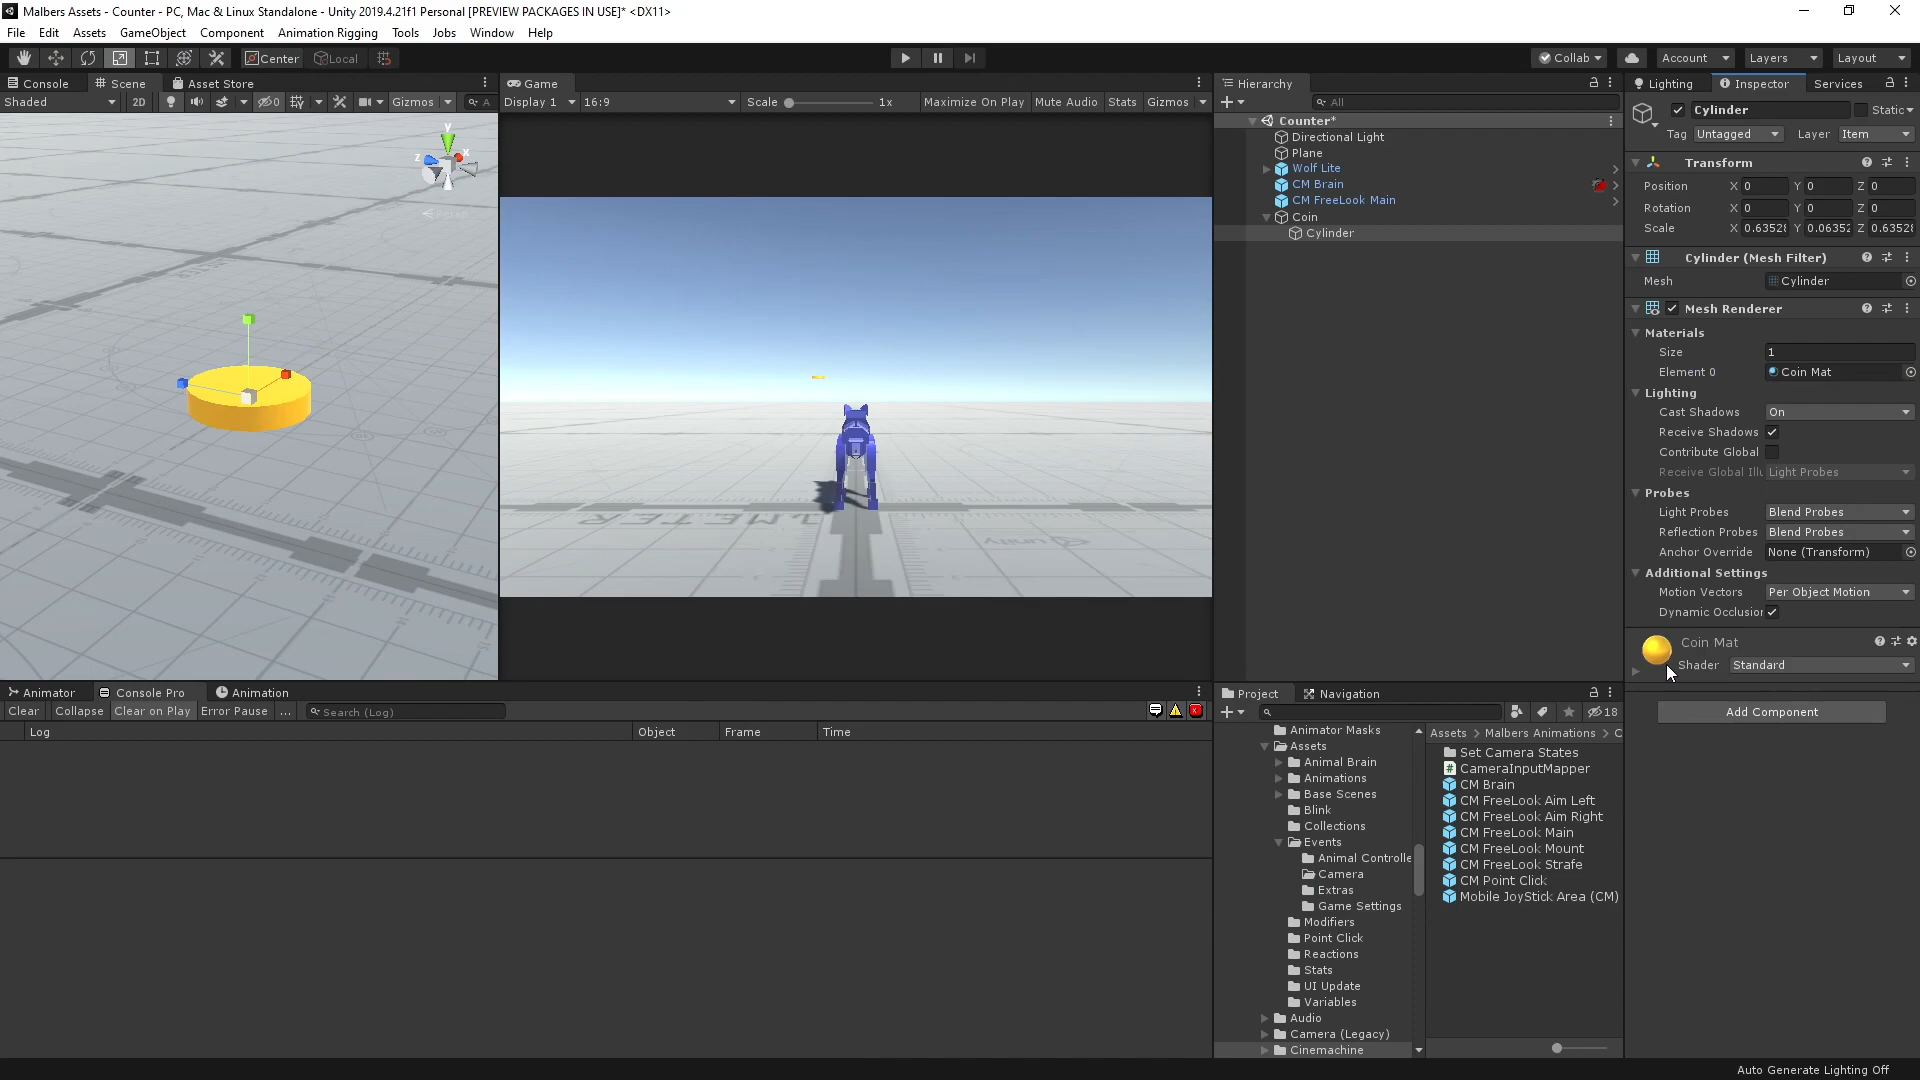 Malbers Assets - Counter - PC, Mac & Linux Standalone - Unity 2019.4.21f1 Personal [PREVIEW PACKAGES IN USE]* <DX11>
File Edit Assets GameObject Component Animation Rigging Tools Jobs Window Help
Center Local Collab Account Layers Layout
Console Scene Asset Store
Shaded 2D Gizmos A
y
z x
Persp
Game
Display 1 16:9 Scale 1x Maximize On Play Mute Audio Stats Gizmos
METER
unity
Hierarchy
All
Counter*
Directional Light
Plane
Wolf Lite
CM Brain
CM FreeLook Main
Coin
Cylinder
Lighting Inspector Services
Cylinder Static
Tag Untagged Layer Item
Transform
Position X 0 Y 0 Z 0
Rotation X 0 Y 0 Z 0
Scale X 0.63528 Y 0.06352 Z 0.63528
Cylinder (Mesh Filter)
Mesh Cylinder
Mesh Renderer
Materials
Size 1
Element 0 Coin Mat
Lighting
Cast Shadows On
Receive Shadows
Contribute Global
Receive Global Illu Light Probes
Probes
Light Probes Blend Probes
Reflection Probes Blend Probes
Anchor Override None (Transform)
Additional Settings
Motion Vectors Per Object Motion
Dynamic Occlusion
Coin Mat
Shader Standard
Add Component
Animator Console Pro Animation
Clear Collapse Clear on Play Error Pause ... Search (Log)
Log Object Frame Time
Project Navigation
18
Animator Masks
Assets
Animal Brain
Animations
Base Scenes
Blink
Collections
Events
Animal Controlle
Camera
Extras
Game Settings
Modifiers
Point Click
Reactions
Stats
UI Update
Variables
Audio
Camera (Legacy)
Cinemachine
Assets > Malbers Animations > C
Set Camera States
CameraInputMapper
CM Brain
CM FreeLook Aim Left
CM FreeLook Aim Right
CM FreeLook Main
CM FreeLook Mount
CM FreeLook Strafe
CM Point Click
Mobile JoyStick Area (CM)
Auto Generate Lighting Off